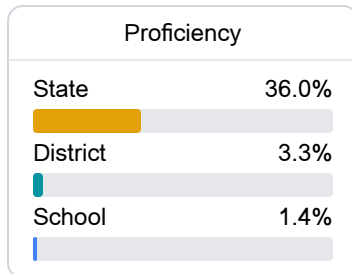 Proficiency
State 36.0%
District 3.3%
School 1.4%